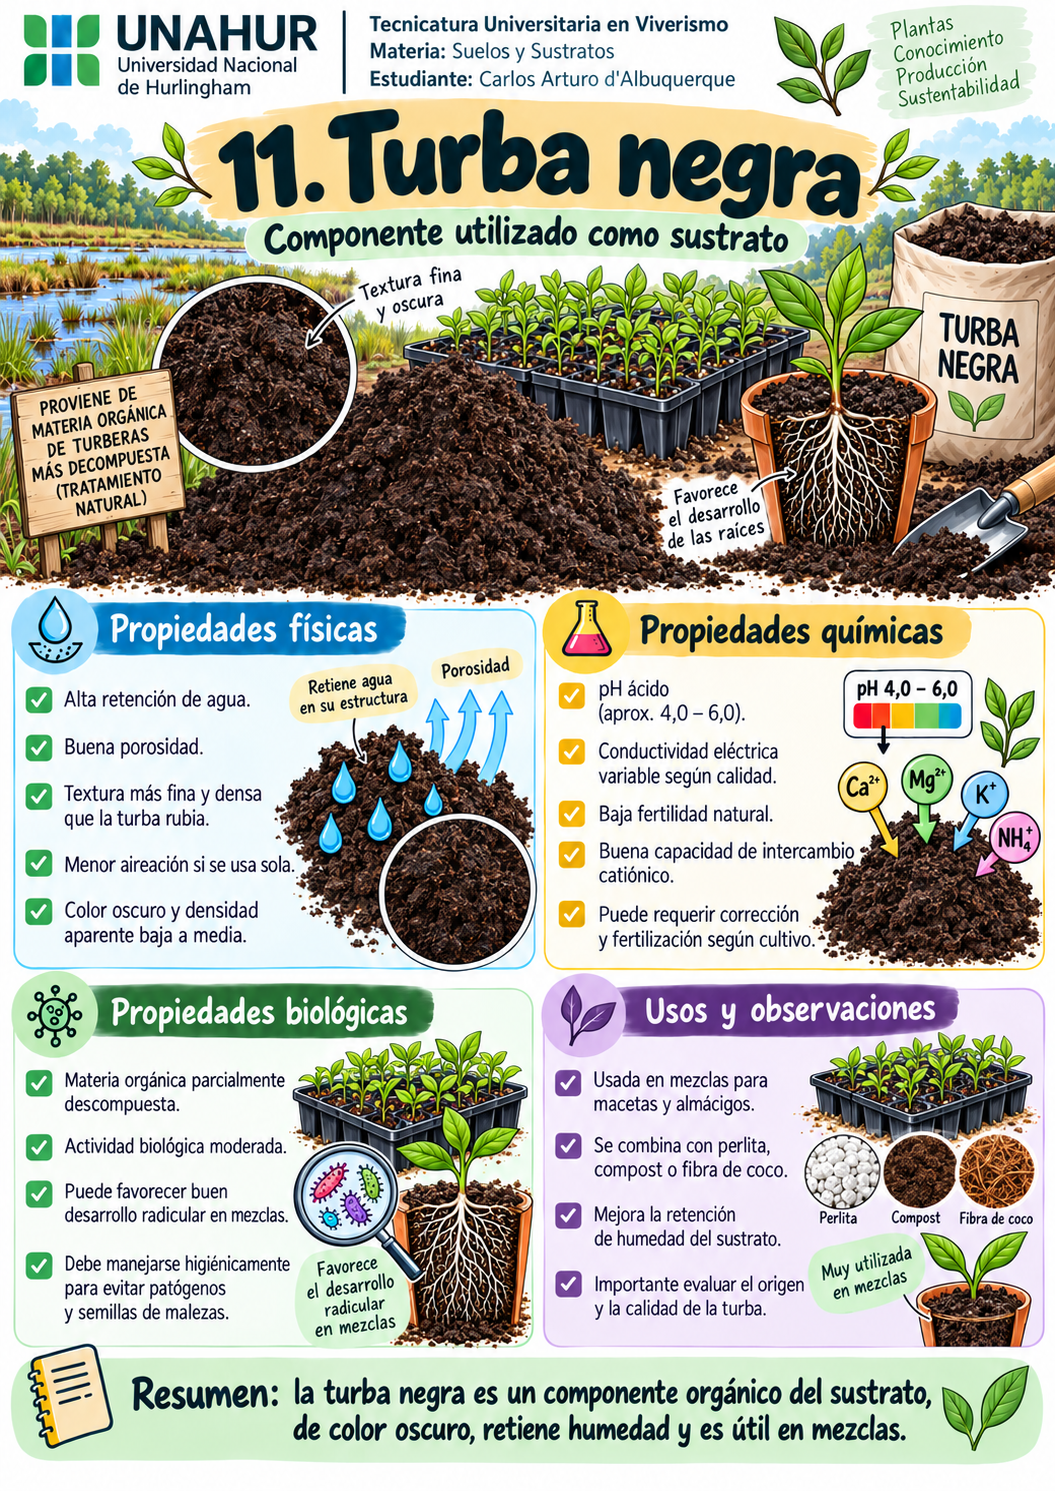 UNAHUR
Universidad Nacional
de Hurlingham
Tecnicatura Universitaria en Viverismo
Materia: Suelos y Sustratos
Estudiante: Carlos Arturo d'Albuquerque
Plantas
Conocimiento
Producción
Sustentabilidad
11. Turba negra
Componente utilizado como sustrato
Textura fina
y oscura
PROVIENE DE
MATERIA ORGÁNICA
DE TURBERAS
MÁS DECOMPUESTA
(TRATAMIENTO
NATURAL)
TURBA
NEGRA
Favorece
el desarrollo
de las raíces
Propiedades físicas
Alta retención de agua.
Buena porosidad.
Textura más fina y densa
que la turba rubia.
Menor aireación si se usa sola.
Color oscuro y densidad
aparente baja a media.
Retiene agua
en su estructura
Porosidad
Propiedades químicas
pH ácido
(aprox. 4,0 – 6,0).
Conductividad eléctrica
variable según calidad.
Baja fertilidad natural.
Buena capacidad de intercambio
catiónico.
Puede requerir corrección
y fertilización según cultivo.
pH 4,0 – 6,0
Ca²⁺
Mg²⁺
K⁺
NH₄⁺
Propiedades biológicas
Materia orgánica parcialmente
descompuesta.
Actividad biológica moderada.
Puede favorecer buen
desarrollo radicular en mezclas.
Debe manejarse higiénicamente
para evitar patógenos
y semillas de malezas.
Favorece
el desarrollo
radicular
en mezclas
Usos y observaciones
Usada en mezclas para
macetas y almácigos.
Se combina con perlita,
compost o fibra de coco.
Mejora la retención
de humedad del sustrato.
Importante evaluar el origen
y la calidad de la turba.
Perlita
Compost
Fibra de coco
Muy utilizada
en mezclas
Resumen: la turba negra es un componente orgánico del sustrato,
de color oscuro, retiene humedad y es útil en mezclas.